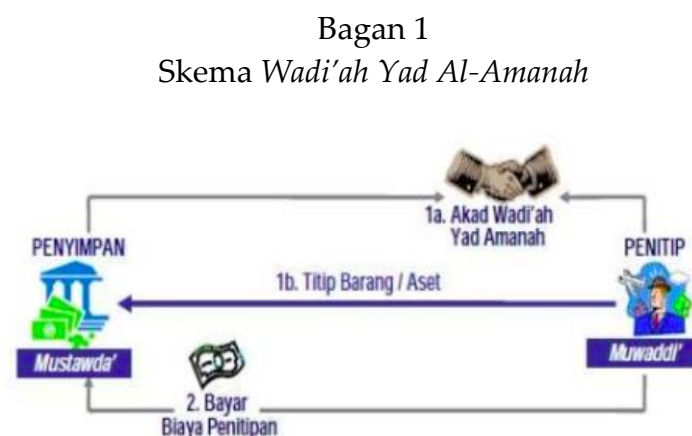 Bagan 1
Skema Wadi’ah Yad Al-Amanah
1a. Akad Wadi'ah
Yad Amanah
PENYIMPAN
PENITIP
1b. Titip Barang / Aset
Mustawda'
Muwaddi'
2. Bayar
Biaya Penitipan